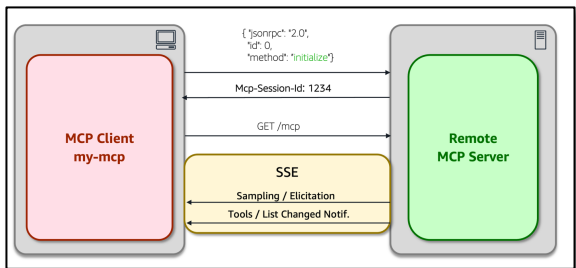 { "jsonrpc": "2.0",
"id": 0,
"method": "initialize"}
Mcp-Session-Id: 1234
GET /mcp
MCP Client
my-mcp
Remote
MCP Server
SSE
Sampling / Elicitation
Tools / List Changed Notif.